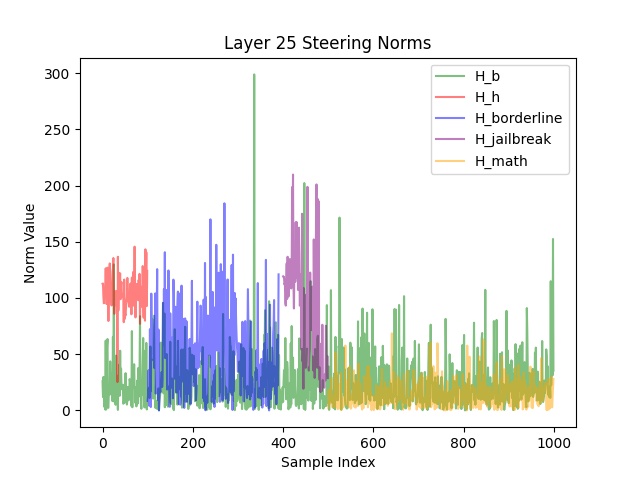 Layer 25 Steering Norms
Norm Value
300
250
200
150
100
50
0
H_b
H_h
H_borderline
H_jailbreak
H_math
0 200 400 600 800 1000
Sample Index